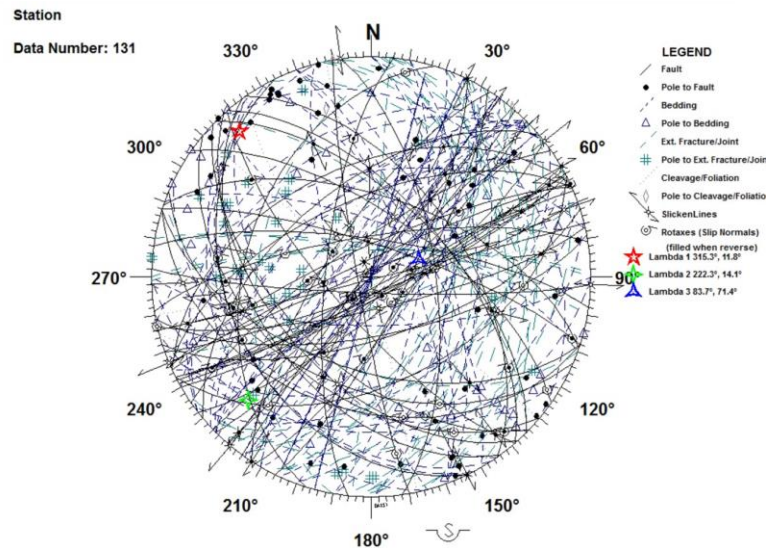 Station
Data Number: 131
N
30°
60°
90°
120°
150°
180°
210°
240°
270°
300°
330°
LEGEND
Fault
Pole to Fault
Bedding
Pole to Bedding
Ext. Fracture/Joint
Pole to Ext. Fracture/Join
Cleavage/Foliation
Pole to Cleavage/Foliatio
SlickenLines
Rotaxes (Slip Normals)
(filled when reverse)
Lambda 1 315.3°, 11.8°
Lambda 2 222.3°, 14.1°
Lambda 3 83.7°, 71.4°
S